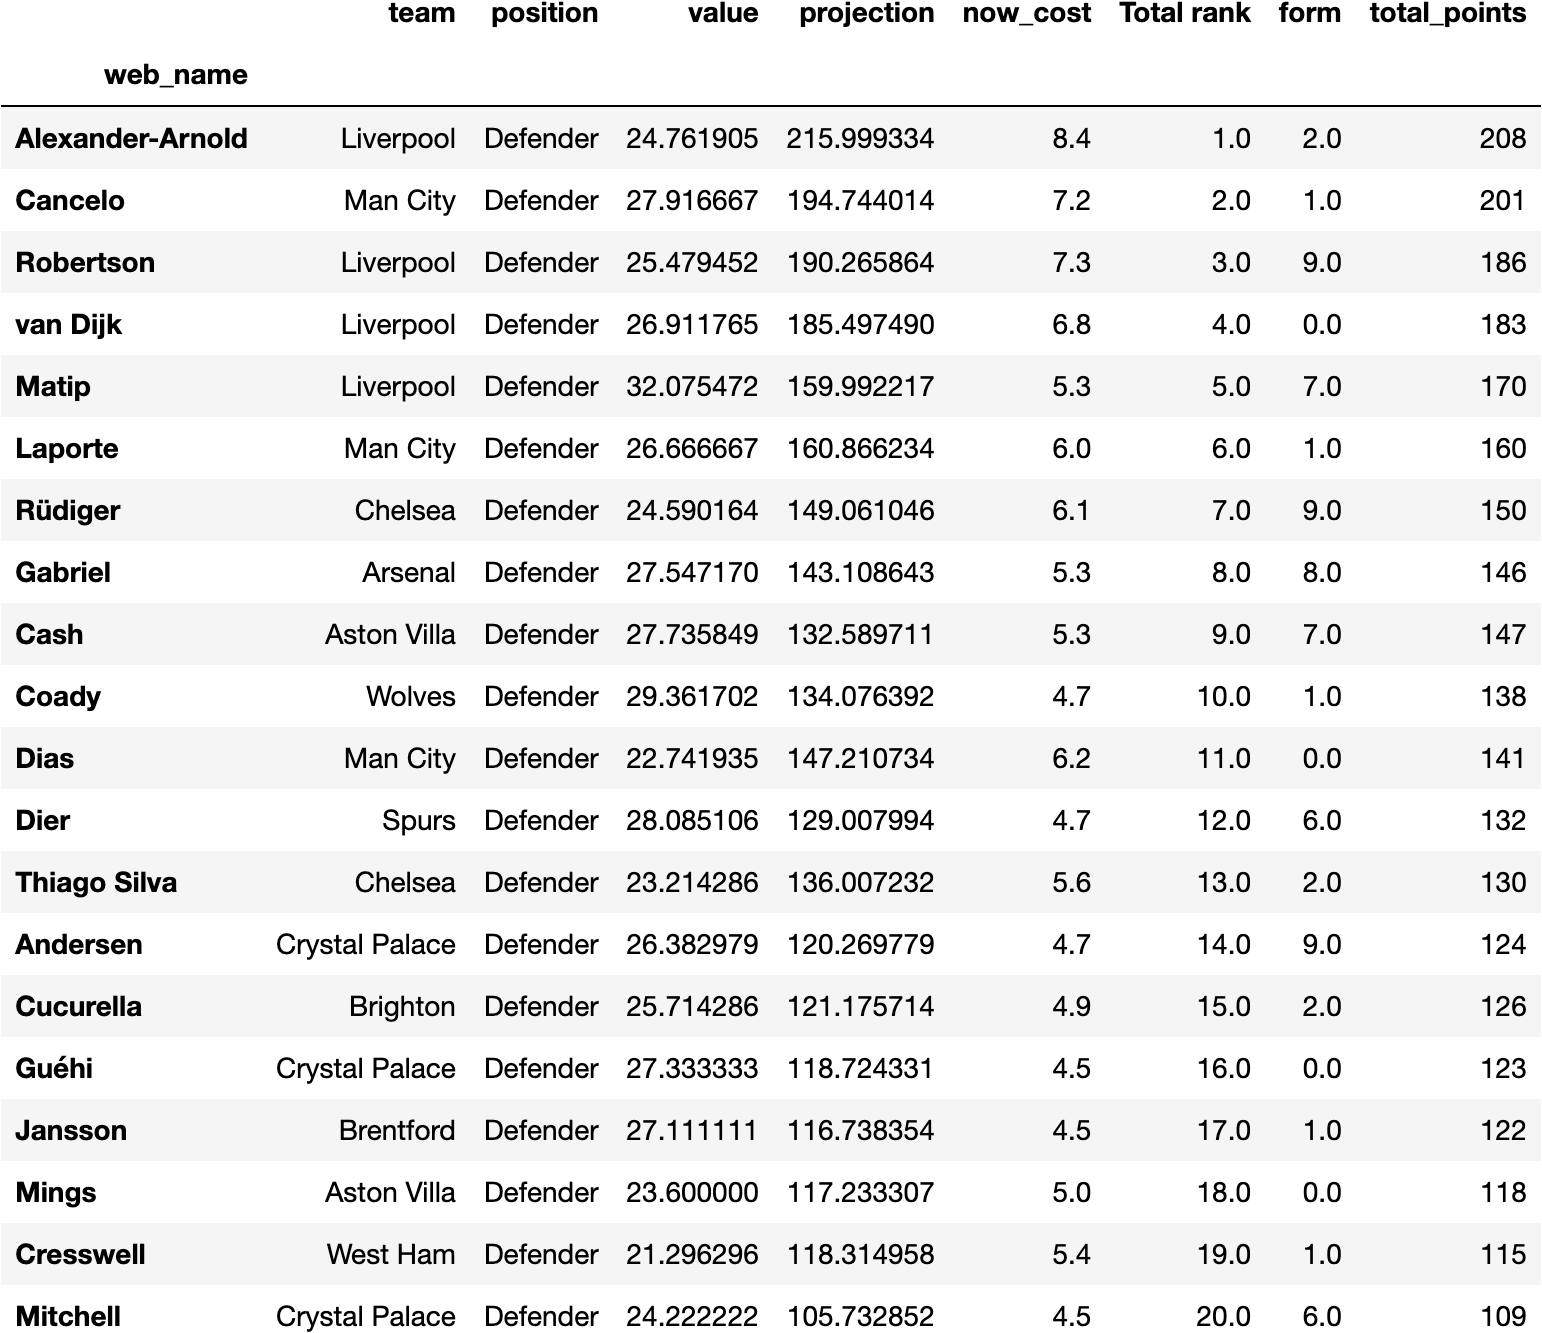 team position value projection now_cost Total rank form total_points
web_name
Alexander-Arnold Liverpool Defender 24.761905 215.999334 8.4 1.0 2.0 208
Cancelo Man City Defender 27.916667 194.744014 7.2 2.0 1.0 201
Robertson Liverpool Defender 25.479452 190.265864 7.3 3.0 9.0 186
van Dijk Liverpool Defender 26.911765 185.497490 6.8 4.0 0.0 183
Matip Liverpool Defender 32.075472 159.992217 5.3 5.0 7.0 170
Laporte Man City Defender 26.666667 160.866234 6.0 6.0 1.0 160
Rüdiger Chelsea Defender 24.590164 149.061046 6.1 7.0 9.0 150
Gabriel Arsenal Defender 27.547170 143.108643 5.3 8.0 8.0 146
Cash Aston Villa Defender 27.735849 132.589711 5.3 9.0 7.0 147
Coady Wolves Defender 29.361702 134.076392 4.7 10.0 1.0 138
Dias Man City Defender 22.741935 147.210734 6.2 11.0 0.0 141
Dier Spurs Defender 28.085106 129.007994 4.7 12.0 6.0 132
Thiago Silva Chelsea Defender 23.214286 136.007232 5.6 13.0 2.0 130
Andersen Crystal Palace Defender 26.382979 120.269779 4.7 14.0 9.0 124
Cucurella Brighton Defender 25.714286 121.175714 4.9 15.0 2.0 126
Guéhi Crystal Palace Defender 27.333333 118.724331 4.5 16.0 0.0 123
Jansson Brentford Defender 27.111111 116.738354 4.5 17.0 1.0 122
Mings Aston Villa Defender 23.600000 117.233307 5.0 18.0 0.0 118
Cresswell West Ham Defender 21.296296 118.314958 5.4 19.0 1.0 115
Mitchell Crystal Palace Defender 24.222222 105.732852 4.5 20.0 6.0 109